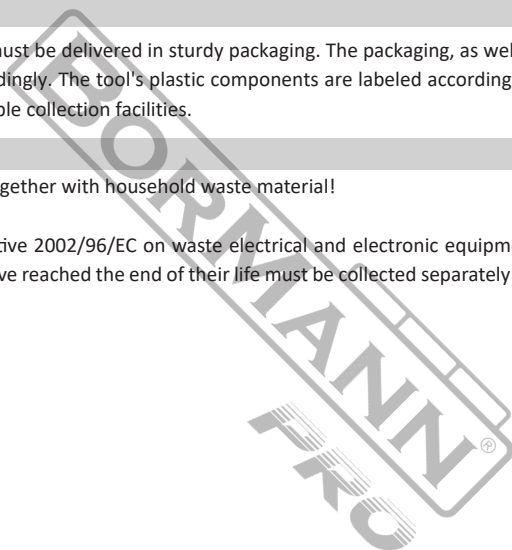 must be delivered in sturdy packaging. The packaging, as wel
dingly. The tool's plastic components are labeled according
ble collection facilities.
gether with household waste material!
tive 2002/96/EC on waste electrical and electronic equipm
ve reached the end of their life must be collected separately
BORMANN®
PRO